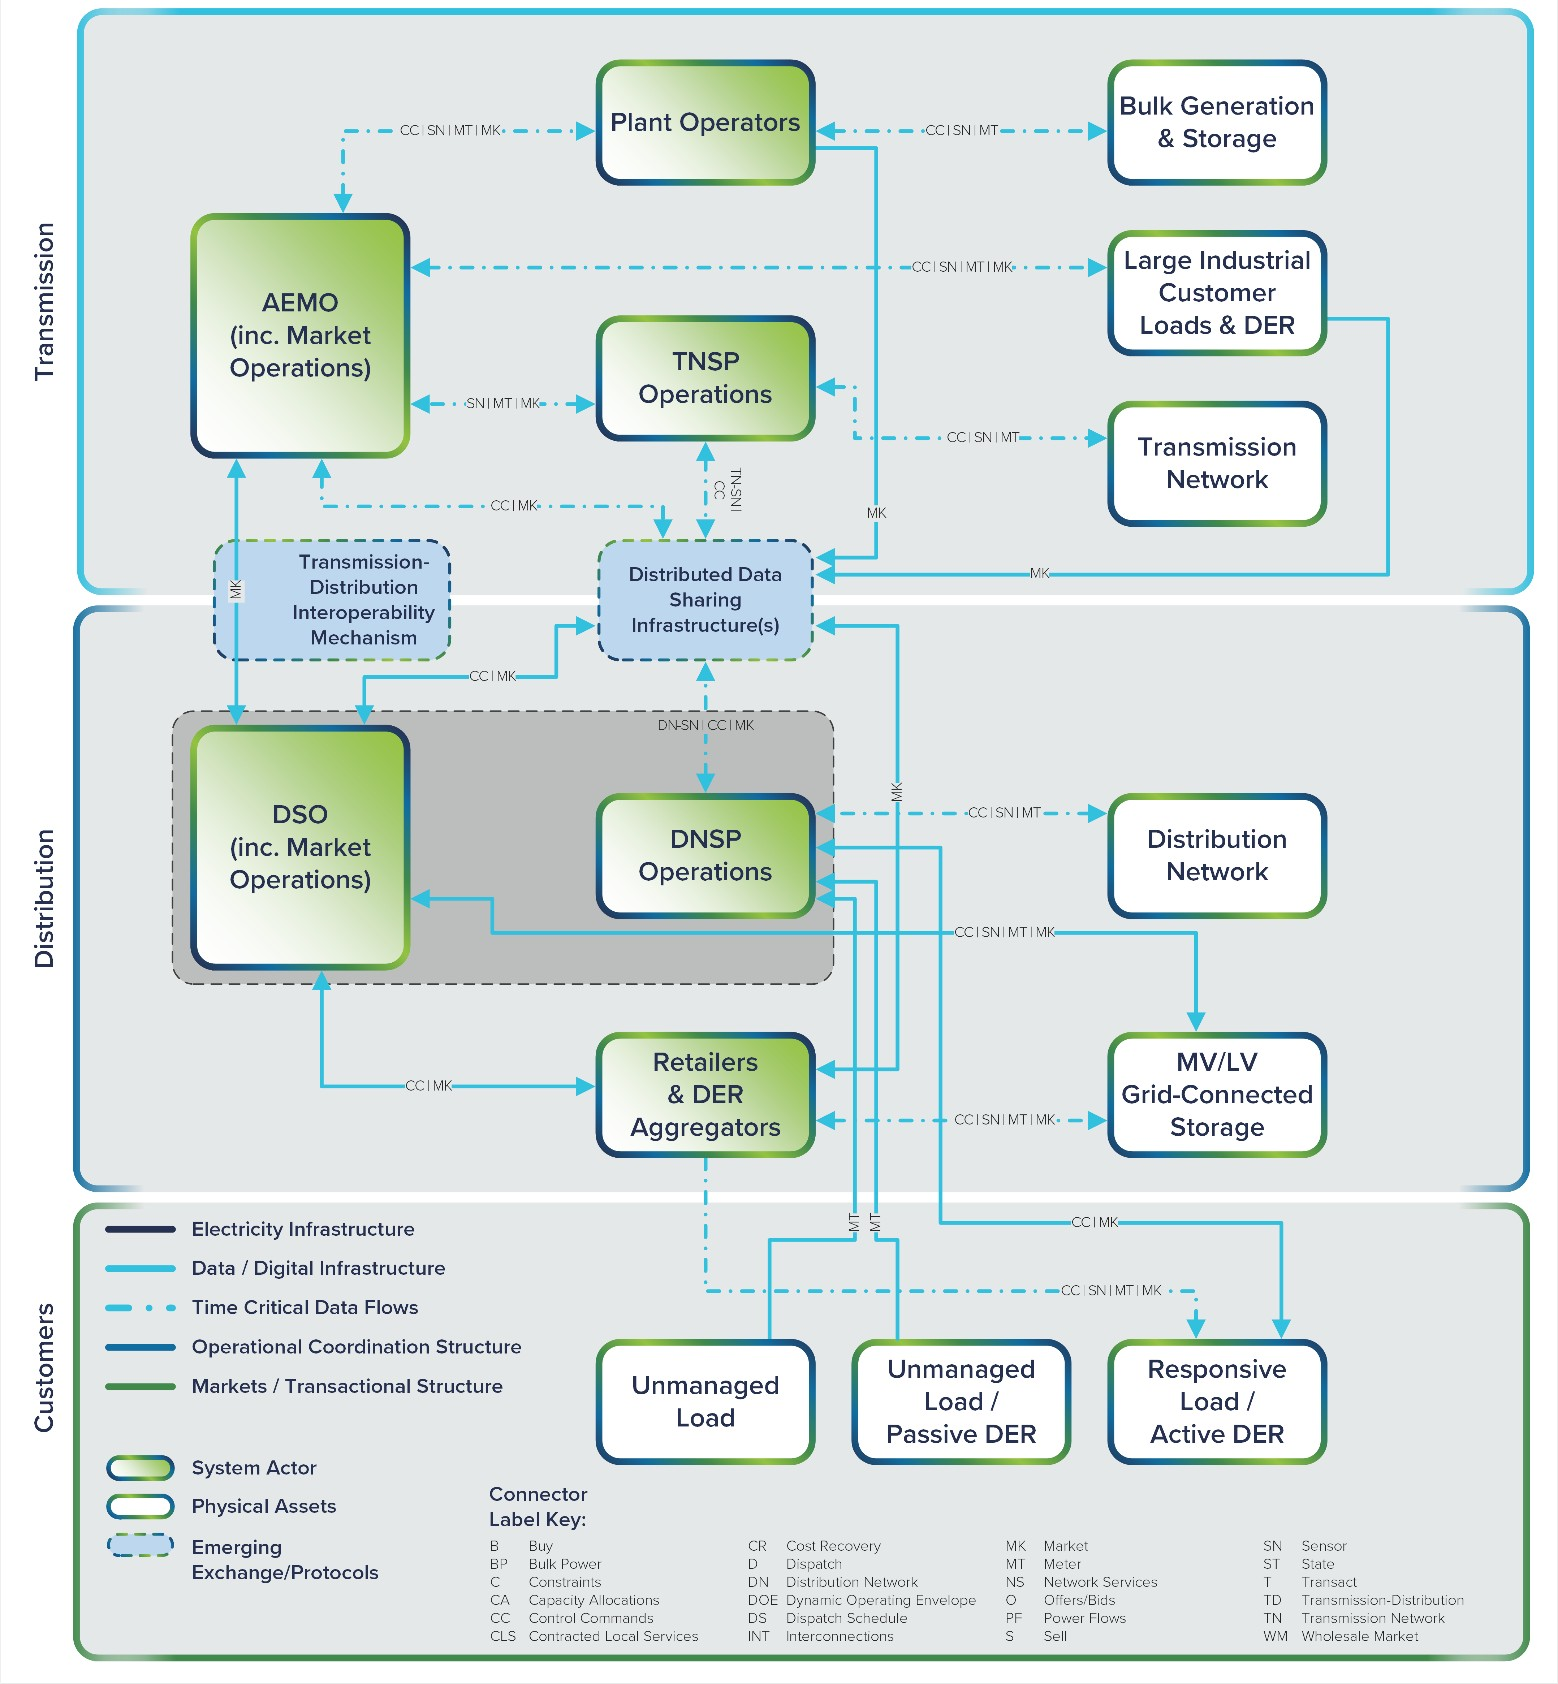 Transmission
Plant Operators
Bulk Generation
& Storage
CC | SN | MT | MK
CC | SN | MT
AEMO
(inc. Market
Operations)
CC | SN | MT | MK
Large Industrial
Customer
Loads & DER
TNSP
Operations
SN | MT | MK
CC | SN | MT
Transmission
Network
CC | MK
TN-SN |
CC
MK
MK
MK
Transmission-
Distribution
Interoperability
Mechanism
Distributed Data
Sharing
Infrastructure(s)
Distribution
CC | MK
DN-SN | CC | MK
MK
DSO
(inc. Market
Operations)
DNSP
Operations
CC | SN | MT
Distribution
Network
CC | SN | MT | MK
Retailers
& DER
Aggregators
CC | MK
CC | SN | MT | MK
MV/LV
Grid-Connected
Storage
Customers
MT
MT
CC | MK
CC | SN | MT | MK
Unmanaged
Load
Unmanaged
Load /
Passive DER
Responsive
Load /
Active DER
Electricity Infrastructure
Data / Digital Infrastructure
Time Critical Data Flows
Operational Coordination Structure
Markets / Transactional Structure
System Actor
Physical Assets
Emerging
Exchange/Protocols
Connector
Label Key:
B Buy
BP Bulk Power
C Constraints
CA Capacity Allocations
CC Control Commands
CLS Contracted Local Services
CR Cost Recovery
D Dispatch
DN Distribution Network
DOE Dynamic Operating Envelope
DS Dispatch Schedule
INT Interconnections
MK Market
MT Meter
NS Network Services
O Offers/Bids
PF Power Flows
S Sell
SN Sensor
ST State
T Transact
TD Transmission-Distribution
TN Transmission Network
WM Wholesale Market